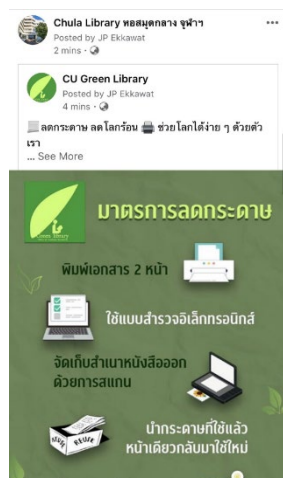 Chula Library หอสมุดกลาง จุฬาฯ
Posted by JP Ekkawat
2 mins
CU Green Library
Posted by JP Ekkawat
4 mins
ลดกระดาษ ลดโลกร้อน ช่วยโลกได้ง่าย ๆ ด้วยตัว
เรา
... See More
มาตรการลดกระดาษ
พิมพ์เอกสาร 2 หน้า
ใช้แบบสำรวจอิเล็กทรอนิกส์
จัดเก็บสำเนาหนังสือออก
ด้วยการสแกน
REUSE
นำกระดาษที่ใช้แล้ว
หน้าเดียวกลับมาใช้ใหม่